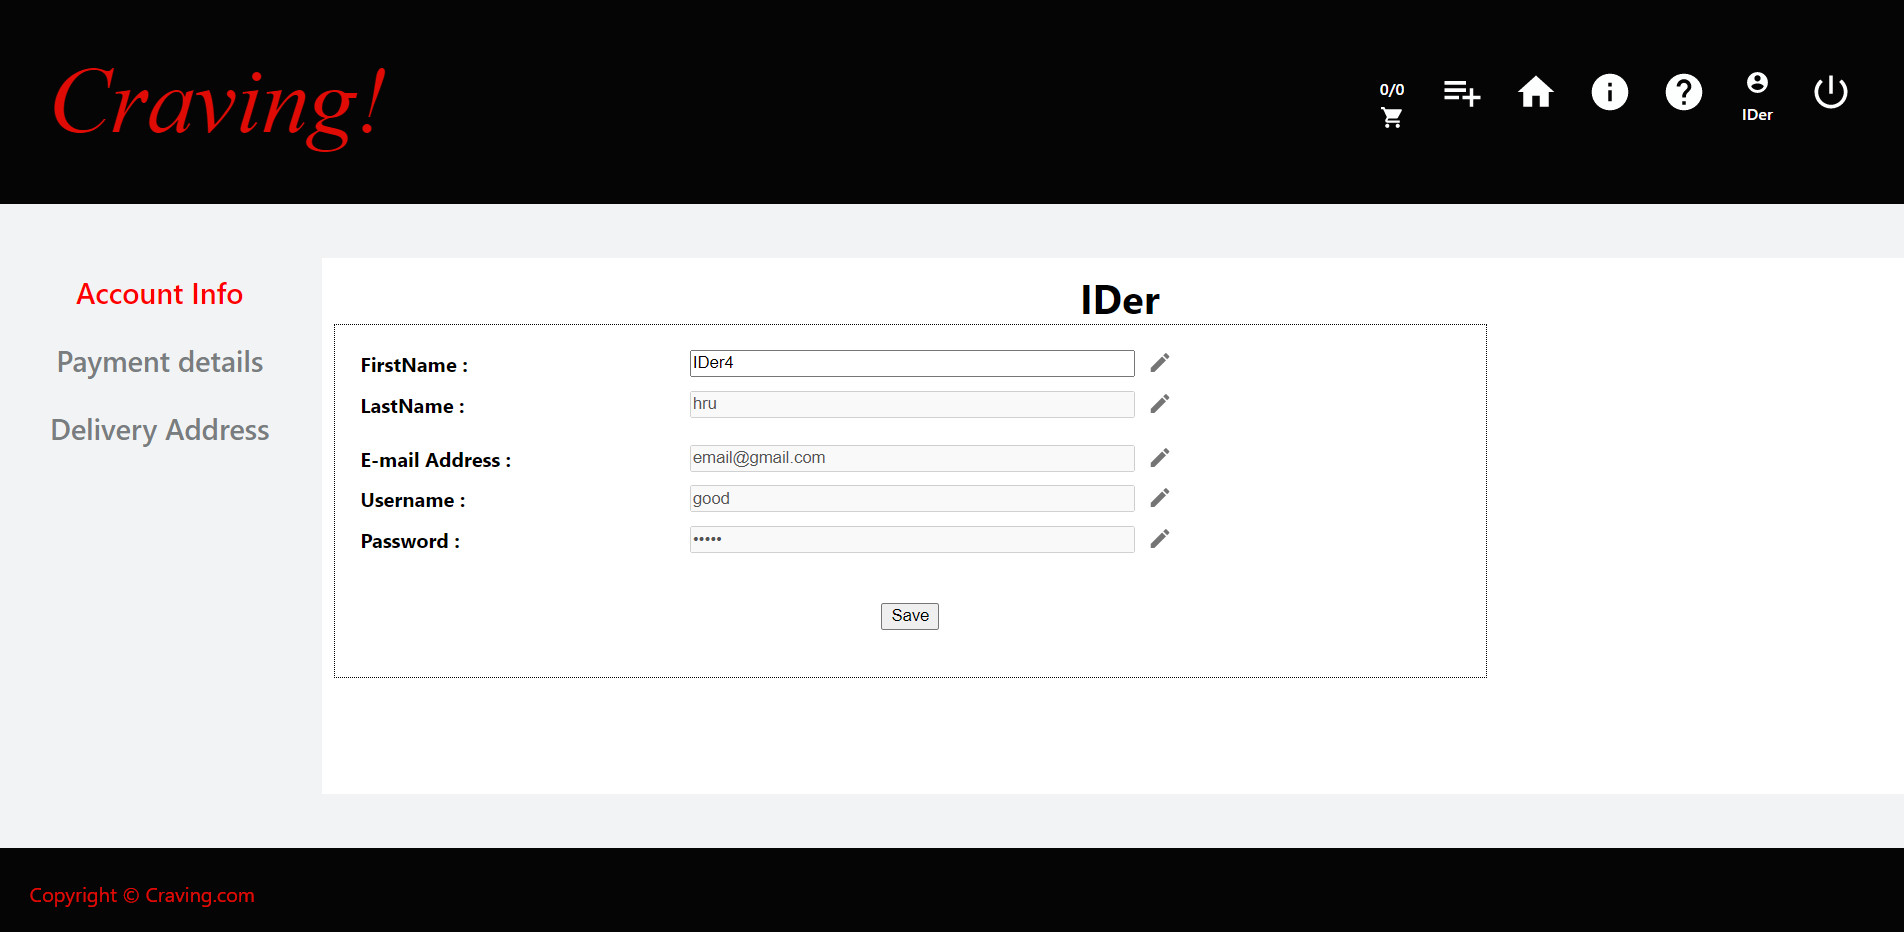 Craving!
0/0
IDer
Account Info
Payment details
Delivery Address
IDer
FirstName :
IDer4
LastName :
hru
E-mail Address :
email@gmail.com
Username :
good
Password :
•••••
Save
Copyright © Craving.com